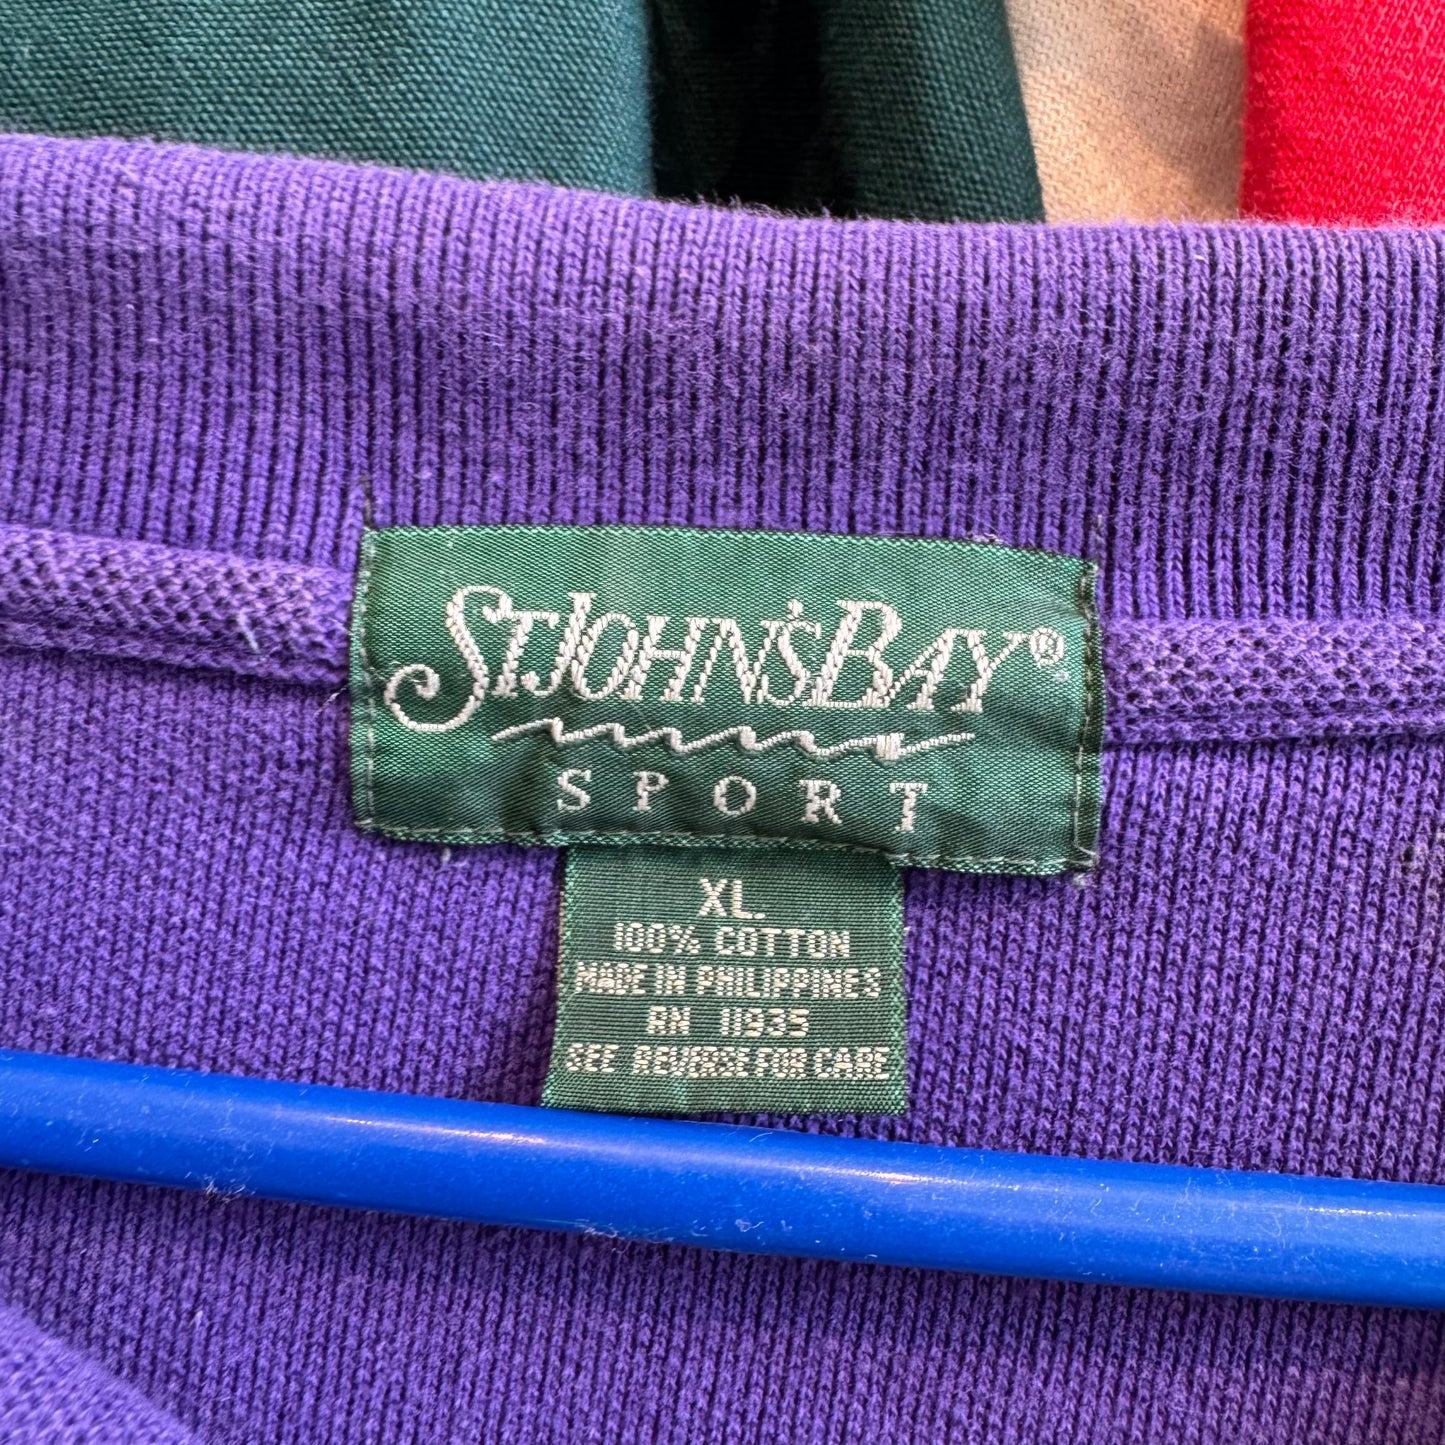 ST. JOHN'S BAY®
SPORT
XL.
100% COTTON
MADE IN PHILIPPINES
RN 11935
SEE REVERSE FOR CARE